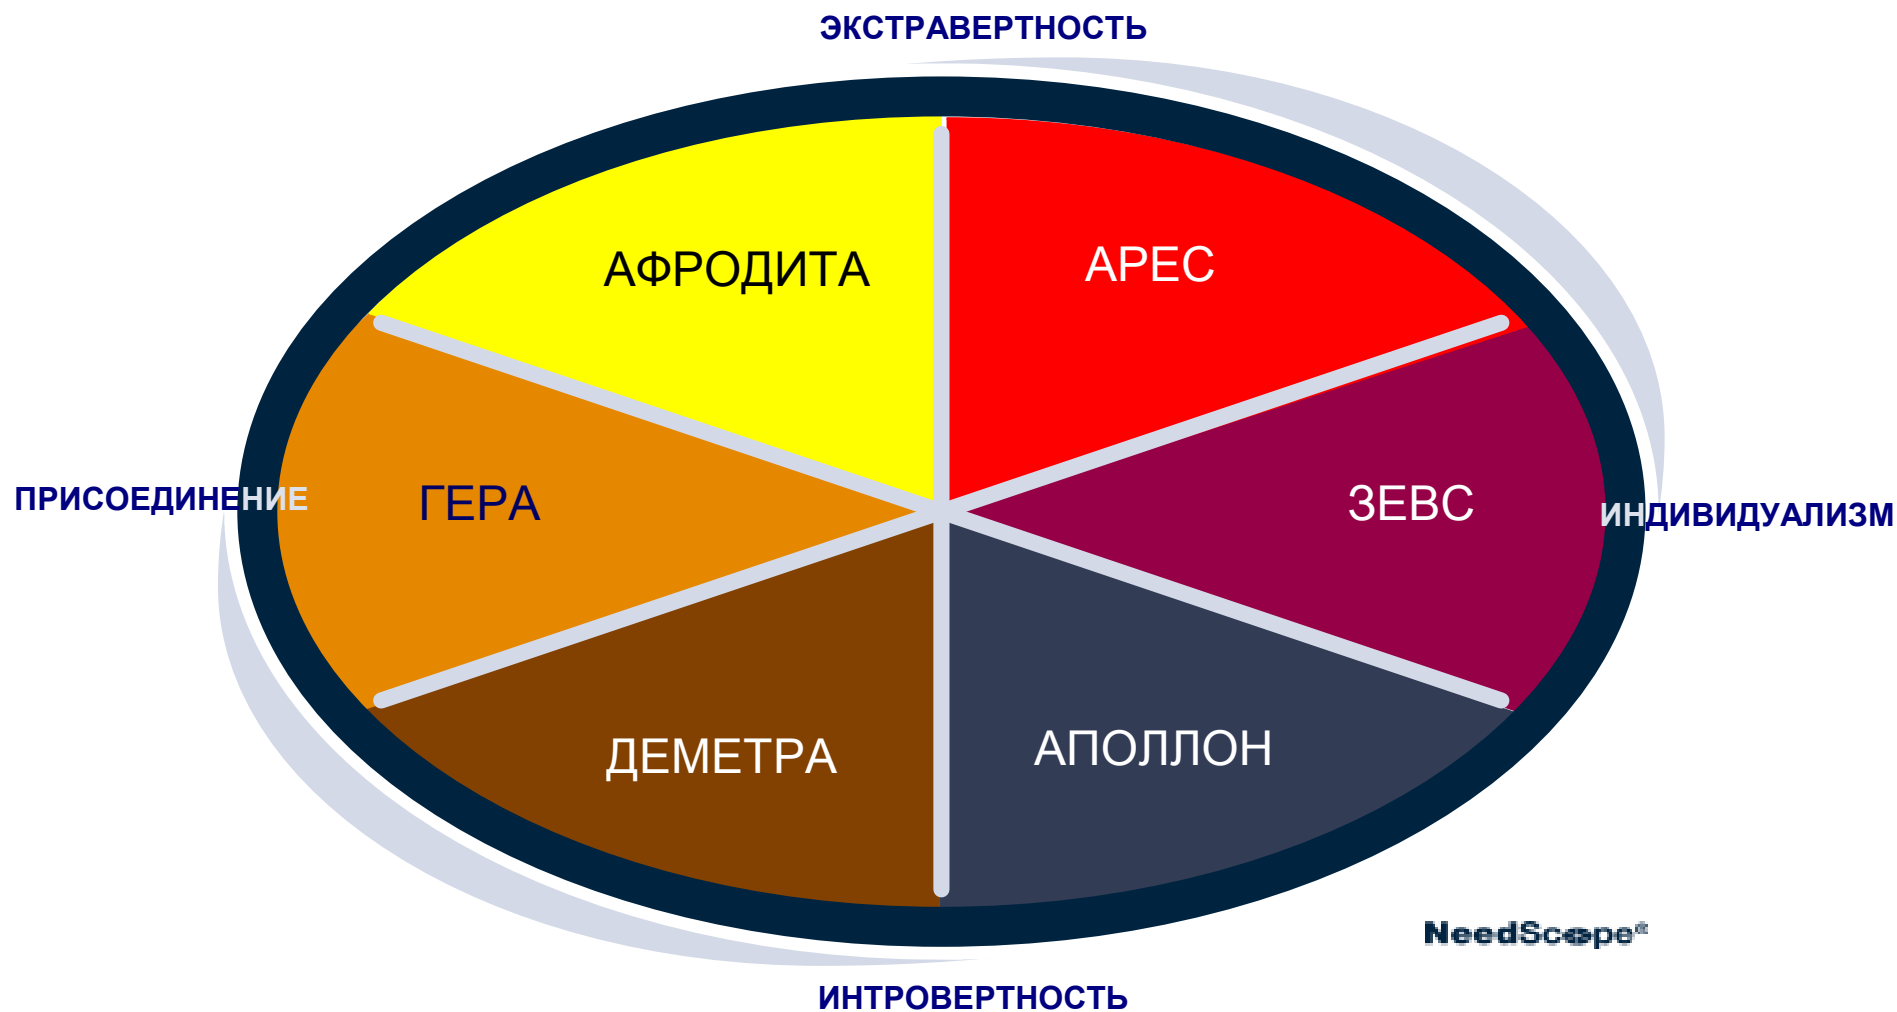 ЭКСТРАВЕРТНОСТЬ
АФРОДИТА
АРЕС
ПРИСОЕДИНЕНИЕ
ГЕРА
ЗЕВС
ИНДИВИДУАЛИЗМ
ДЕМЕТРА
АПОЛЛОН
NeedScope®
ИНТРОВЕРТНОСТЬ